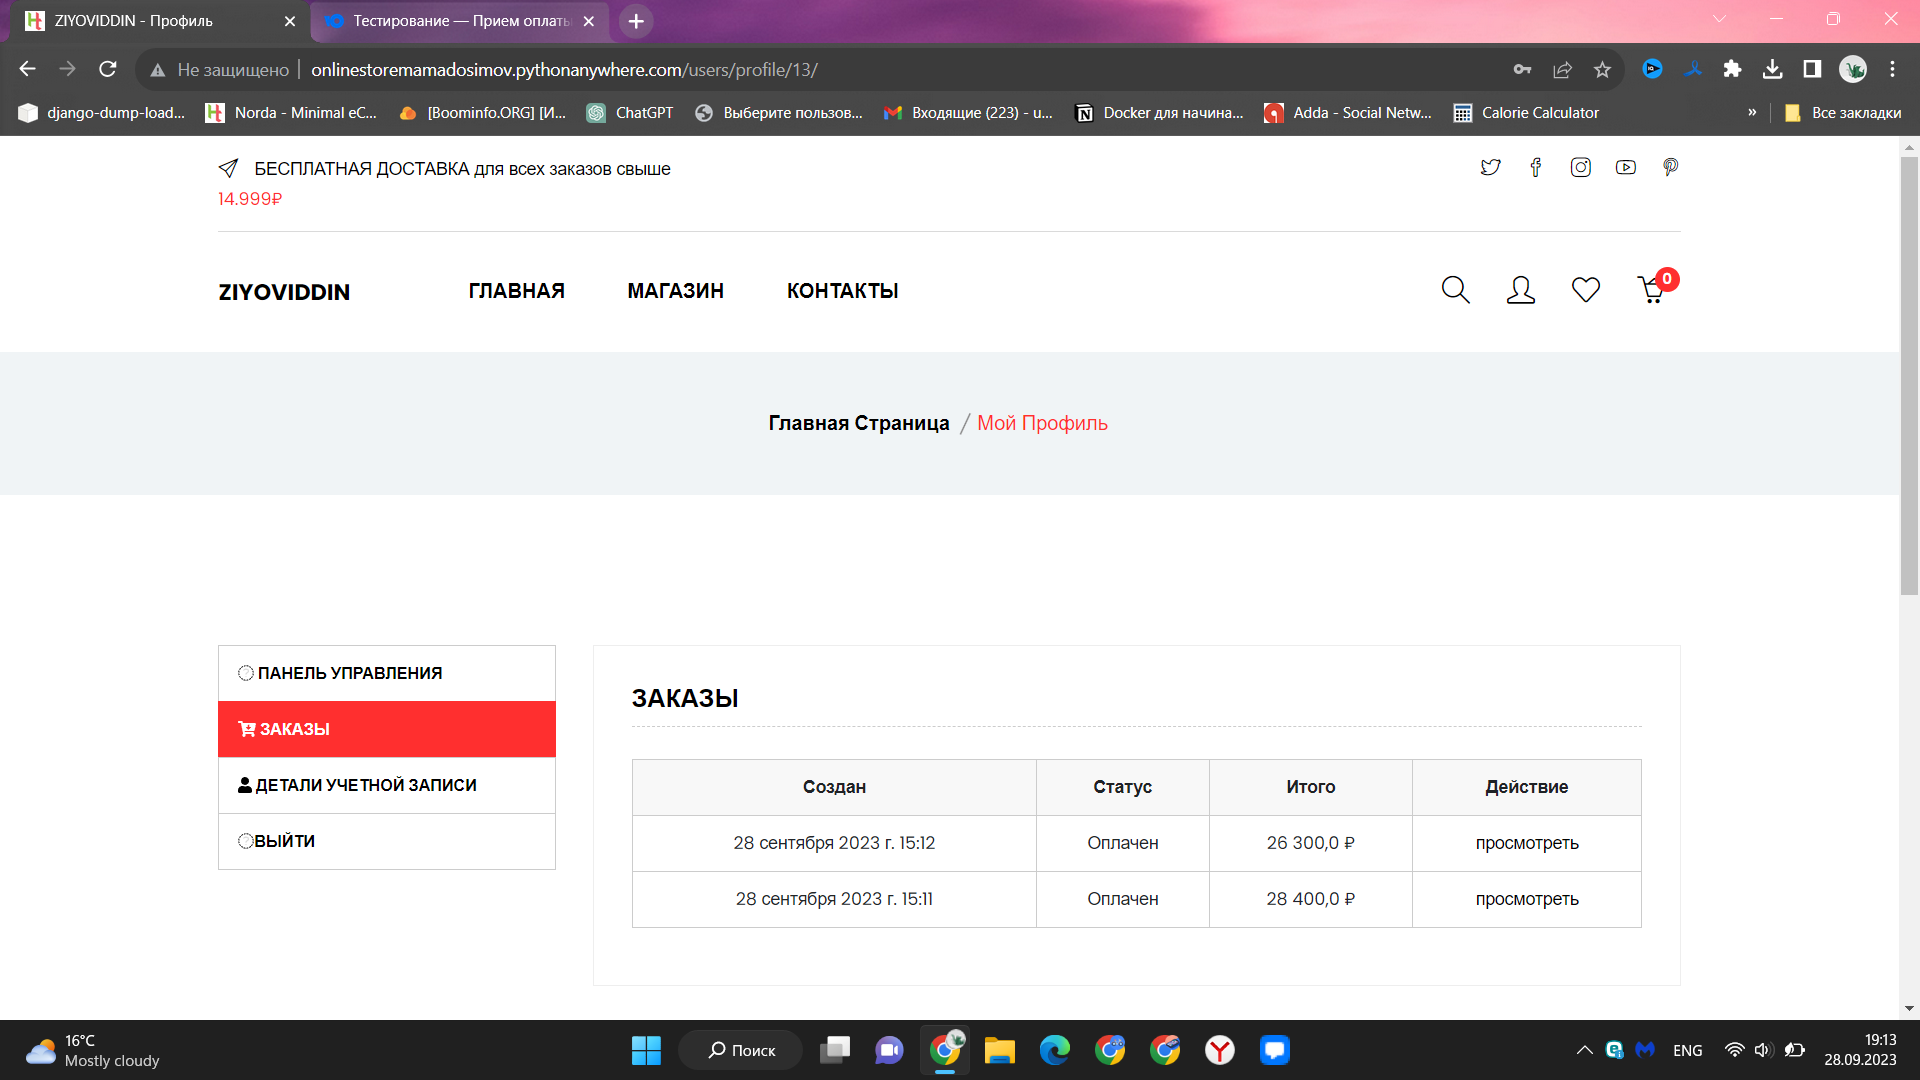 ZIYOVIDDIN - Профиль
Тестирование — Прием оплаты
Не защищено
onlinestoremamadosimov.pythonanywhere.com/users/profile/13/
django-dump-load...
Norda - Minimal eC...
[Boominfo.ORG] [И...
ChatGPT
Выберите пользов...
Входящие (223) - u...
Docker для начина...
Adda - Social Netw...
Calorie Calculator
»
Все закладки
БЕСПЛАТНАЯ ДОСТАВКА для всех заказов свыше
14.999₽
ZIYOVIDDIN
ГЛАВНАЯ
МАГАЗИН
КОНТАКТЫ
0
Главная Страница / Мой Профиль
ПАНЕЛЬ УПРАВЛЕНИЯ
ЗАКАЗЫ
ДЕТАЛИ УЧЕТНОЙ ЗАПИСИ
ВЫЙТИ
ЗАКАЗЫ
Создан Статус Итого Действие
28 сентября 2023 г. 15:12 Оплачен 26 300,0 ₽ просмотреть
28 сентября 2023 г. 15:11 Оплачен 28 400,0 ₽ просмотреть
16°C
Mostly cloudy
Поиск
ENG
19:13
28.09.2023